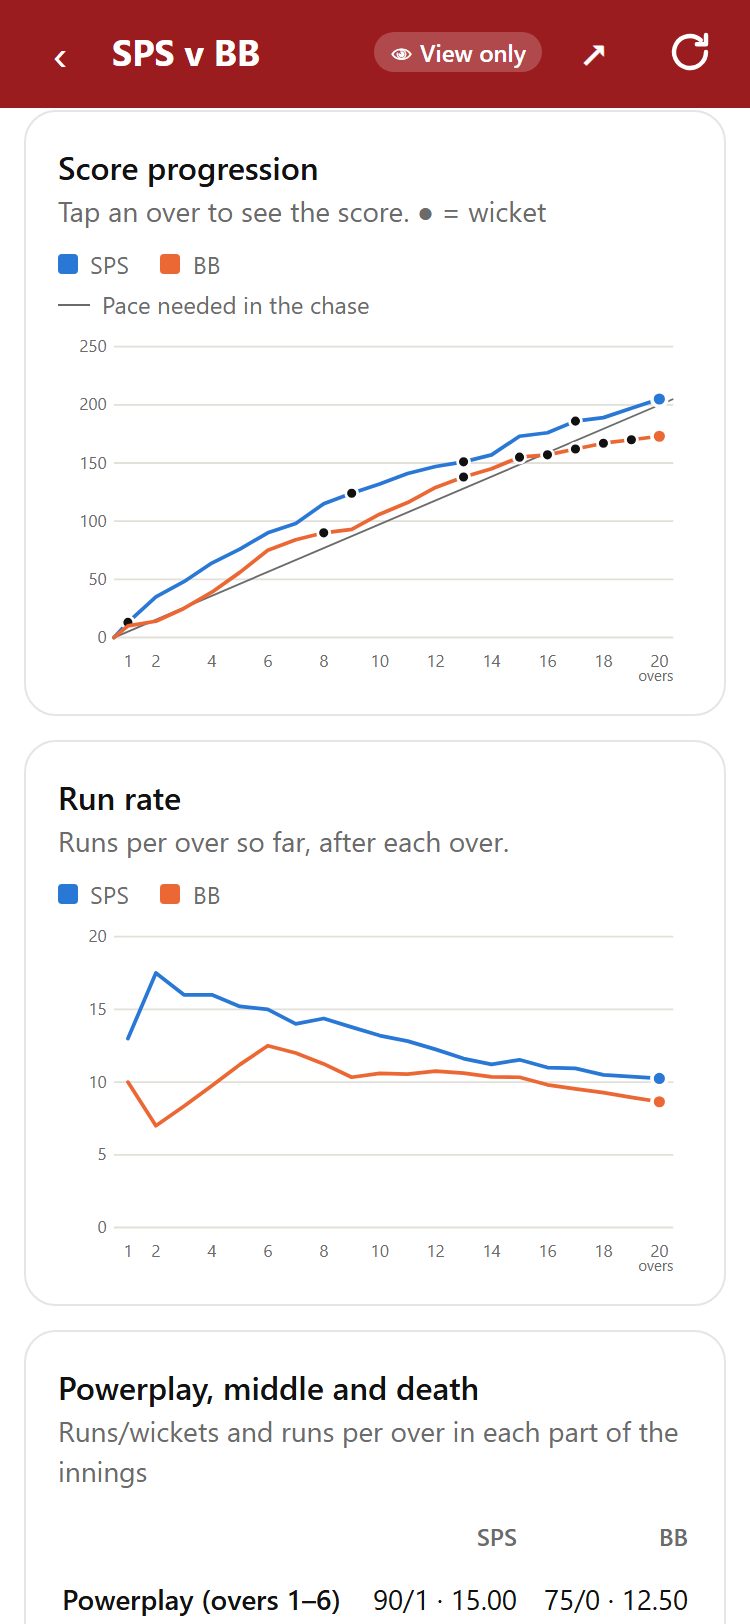 ‹ SPS v BB View only ↗
Score progression
Tap an over to see the score. ● = wicket
SPS BB
Pace needed in the chase
250
200
150
100
50
0
1 2 4 6 8 10 12 14 16 18 20
overs
Run rate
Runs per over so far, after each over.
SPS BB
20
15
10
5
0
1 2 4 6 8 10 12 14 16 18 20
overs
Powerplay, middle and death
Runs/wickets and runs per over in each part of the
innings
SPS BB
Powerplay (overs 1–6) 90/1 · 15.00 75/0 · 12.50